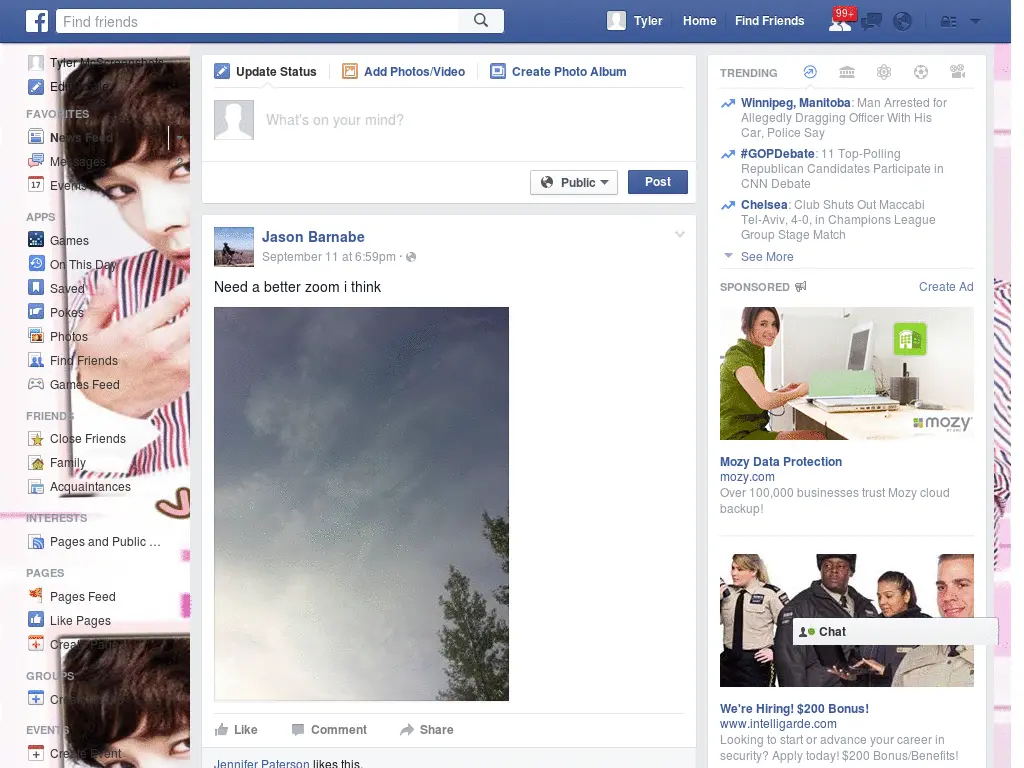 Find friends
Tyler
Home
Find Friends
99+
Tyler McScreenshots
FAVORITES
News Feed
Messages
2
17
Events
APPS
Games
On This Day
Saved
Pokes
Photos
Find Friends
Games Feed
FRIENDS
Close Friends
Family
Acquaintances
INTERESTS
Pages and Public ...
PAGES
Pages Feed
Like Pages
Create Page
GROUPS
EVENTS
Create Event
Update Status
Add Photos/Video
Create Photo Album
What's on your mind?
Public
Post
Jason Barnabe
September 11 at 6:59pm ·
Need a better zoom i think
Like
Comment
Share
Jennifer Paterson likes this.
TRENDING
Winnipeg, Manitoba: Man Arrested for
Allegedly Dragging Officer With His
Car, Police Say
#GOPDebate: 11 Top-Polling
Republican Candidates Participate in
CNN Debate
Chelsea: Club Shuts Out Maccabi
Tel-Aviv, 4-0, in Champions League
Group Stage Match
See More
SPONSORED
Create Ad
mozy
Mozy Data Protection
mozy.com
Over 100,000 businesses trust Mozy cloud
backup!
Chat
We're Hiring! $200 Bonus!
www.intelligarde.com
Looking to start or advance your career in
security? Apply today! $200 Bonus/Benefits!